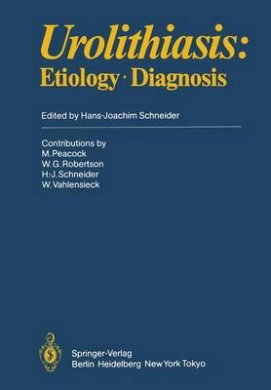 Urolithiasis:
Etiology · Diagnosis
Edited by Hans-Joachim Schneider
Contributions by
M. Peacock
W. G. Robertson
H.-J. Schneider
W. Vahlensieck
Springer-Verlag
Berlin Heidelberg New York Tokyo